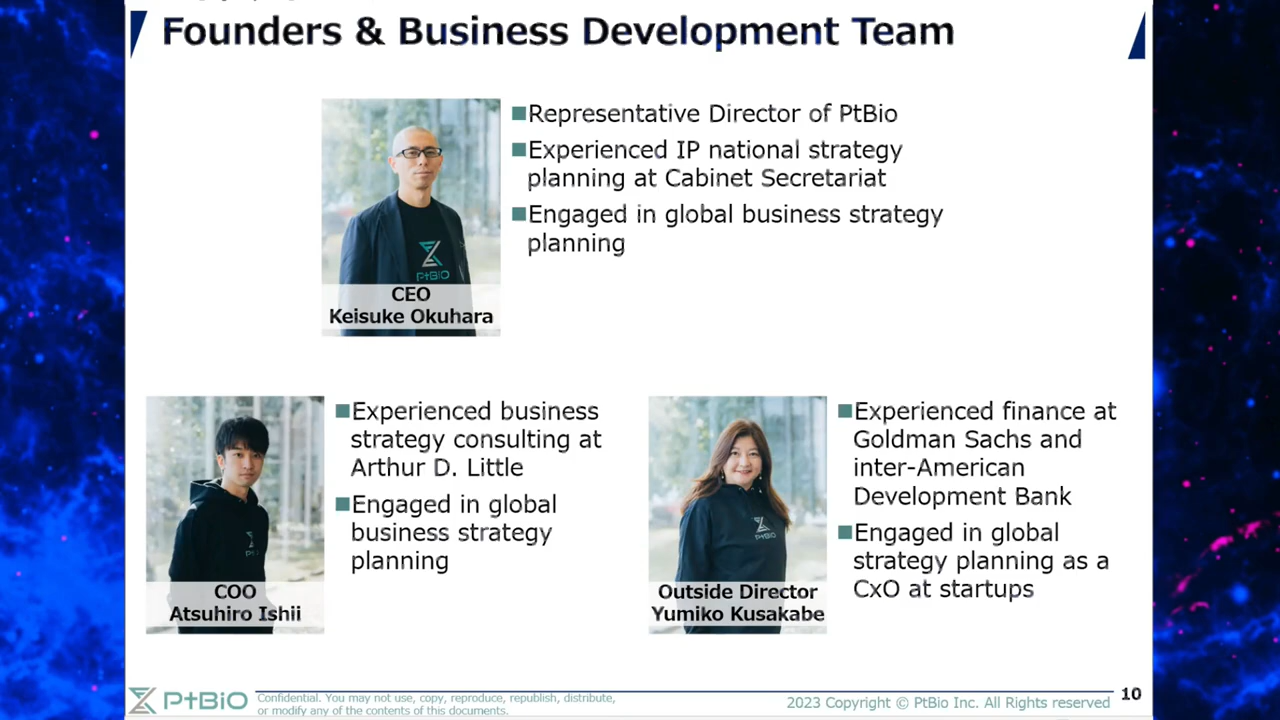 Founders & Business Development Team
■Representative Director of PtBio
■Experienced IP national strategy
planning at Cabinet Secretariat
■Engaged in global business strategy
planning
PtBio
CEO
Keisuke Okuhara
■Experienced business
strategy consulting at
Arthur D. Little
■Engaged in global
business strategy
planning
PtBio
COO
Atsuhiro Ishii
■Experienced finance at
Goldman Sachs and
inter-American
Development Bank
■Engaged in global
strategy planning as a
CxO at startups
PtBio
Outside Director
Yumiko Kusakabe
PtBio
Confidential. You may not use, copy, reproduce, republish, distribute,
or modify any of the contents of this documents.
2023 Copyright © PtBio Inc. All Rights reserved
10